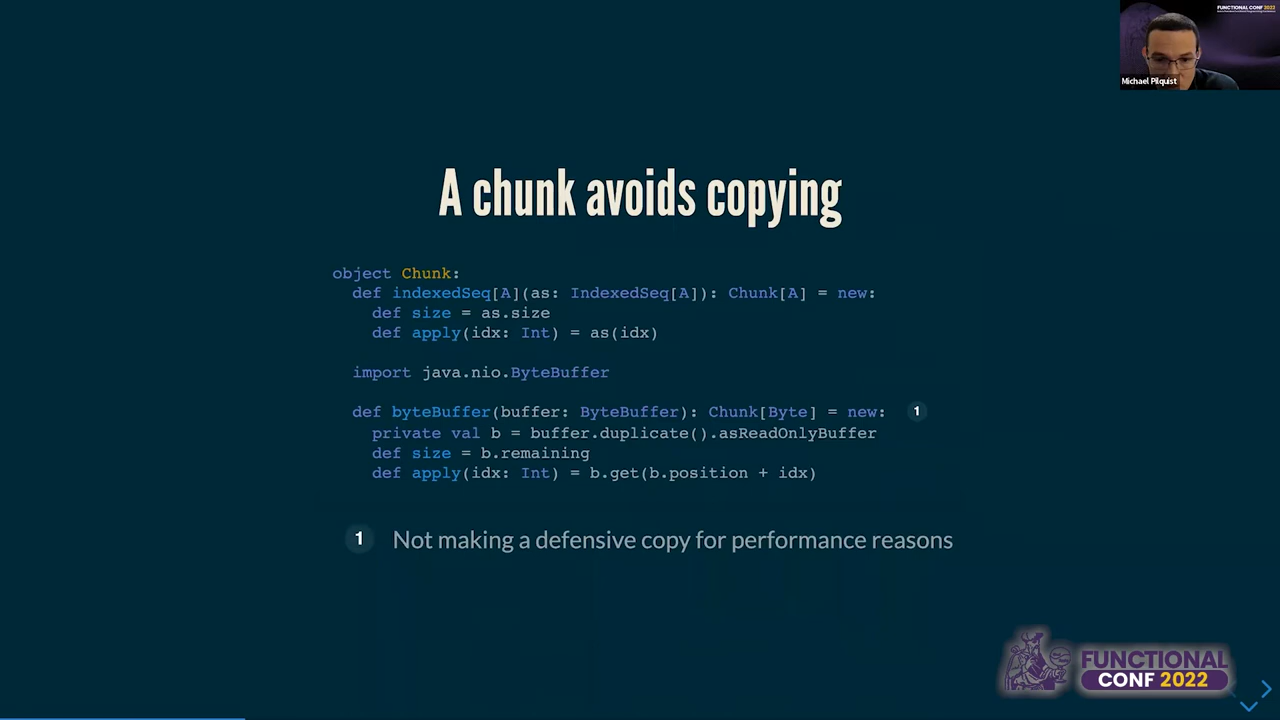 FUNCTIONAL CONF 2022
Michael Pilquist
A chunk avoids copying
object Chunk:
def indexedSeq[A](as: IndexedSeq[A]): Chunk[A] = new:
def size = as.size
def apply(idx: Int) = as(idx)
import java.nio.ByteBuffer
def byteBuffer(buffer: ByteBuffer): Chunk[Byte] = new: 1
private val b = buffer.duplicate().asReadOnlyBuffer
def size = b.remaining
def apply(idx: Int) = b.get(b.position + idx)
1 Not making a defensive copy for performance reasons
FUNCTIONAL
CONF 2022